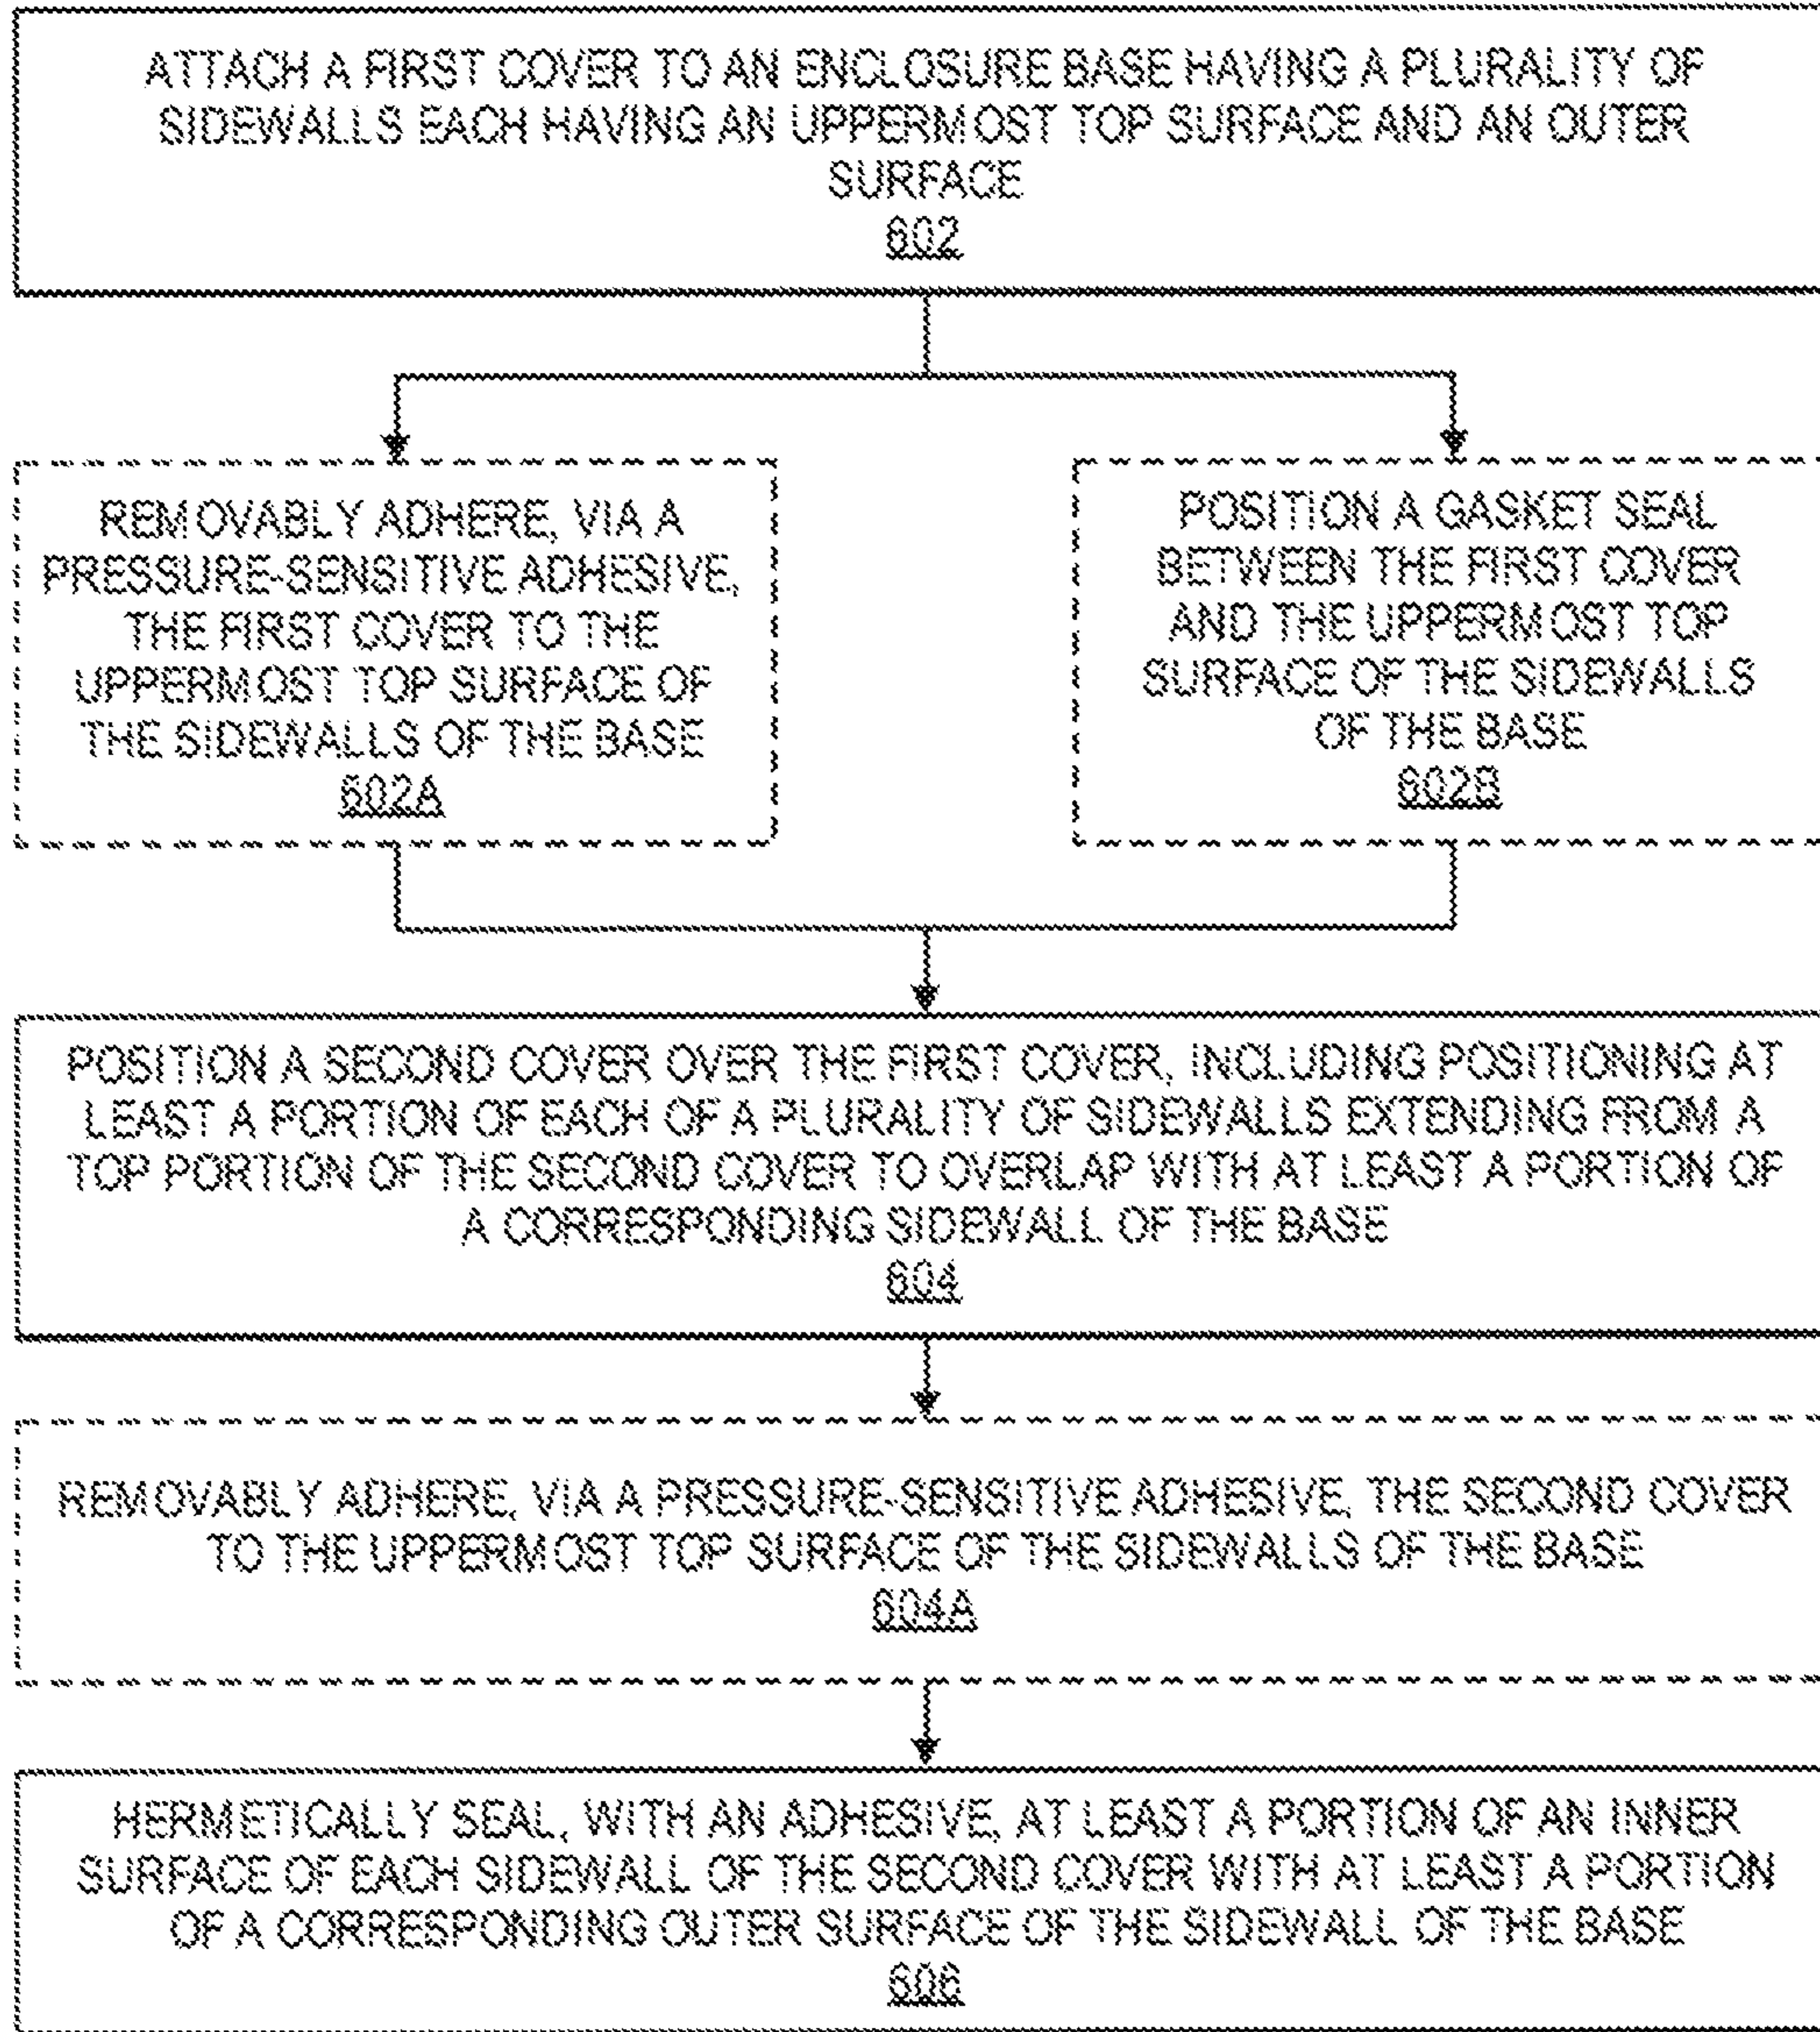 ATTACH A FIRST COVER TO AN ENCLOSURE BASE HAVING A PLURALITY OF
SIDEWALLS EACH HAVING AN UPPERMOST TOP SURFACE AND AN OUTER
SURFACE
602
REMOVABLY ADHERE, VIA A
PRESSURE-SENSITIVE ADHESIVE,
THE FIRST COVER TO THE
UPPERMOST TOP SURFACE OF
THE SIDEWALLS OF THE BASE
602A
POSITION A GASKET SEAL
BETWEEN THE FIRST COVER
AND THE UPPERMOST TOP
SURFACE OF THE SIDEWALLS
OF THE BASE
602B
POSITION A SECOND COVER OVER THE FIRST COVER, INCLUDING POSITIONING AT
LEAST A PORTION OF EACH OF A PLURALITY OF SIDEWALLS EXTENDING FROM A
TOP PORTION OF THE SECOND COVER TO OVERLAP WITH AT LEAST A PORTION OF
A CORRESPONDING SIDEWALL OF THE BASE
604
REMOVABLY ADHERE, VIA A PRESSURE-SENSITIVE ADHESIVE, THE SECOND COVER
TO THE UPPERMOST TOP SURFACE OF THE SIDEWALLS OF THE BASE
604A
HERMETICALLY SEAL, WITH AN ADHESIVE, AT LEAST A PORTION OF AN INNER
SURFACE OF EACH SIDEWALL OF THE SECOND COVER WITH AT LEAST A PORTION
OF A CORRESPONDING OUTER SURFACE OF THE SIDEWALL OF THE BASE
606